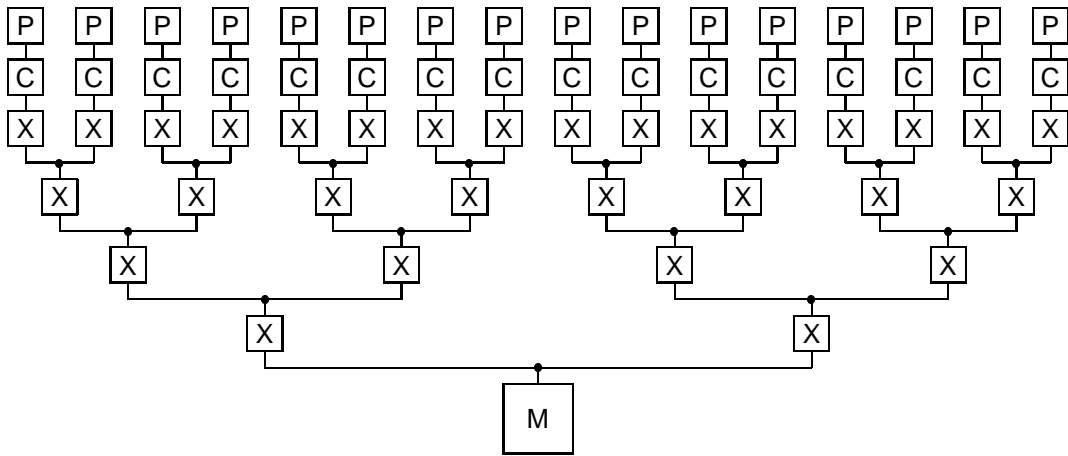 P P P P P P P P P P P P P P P P
C C C C C C C C C C C C C C C C
X X X X X X X X X X X X X X X X
X X X X X X X X
X X X X
X X
M